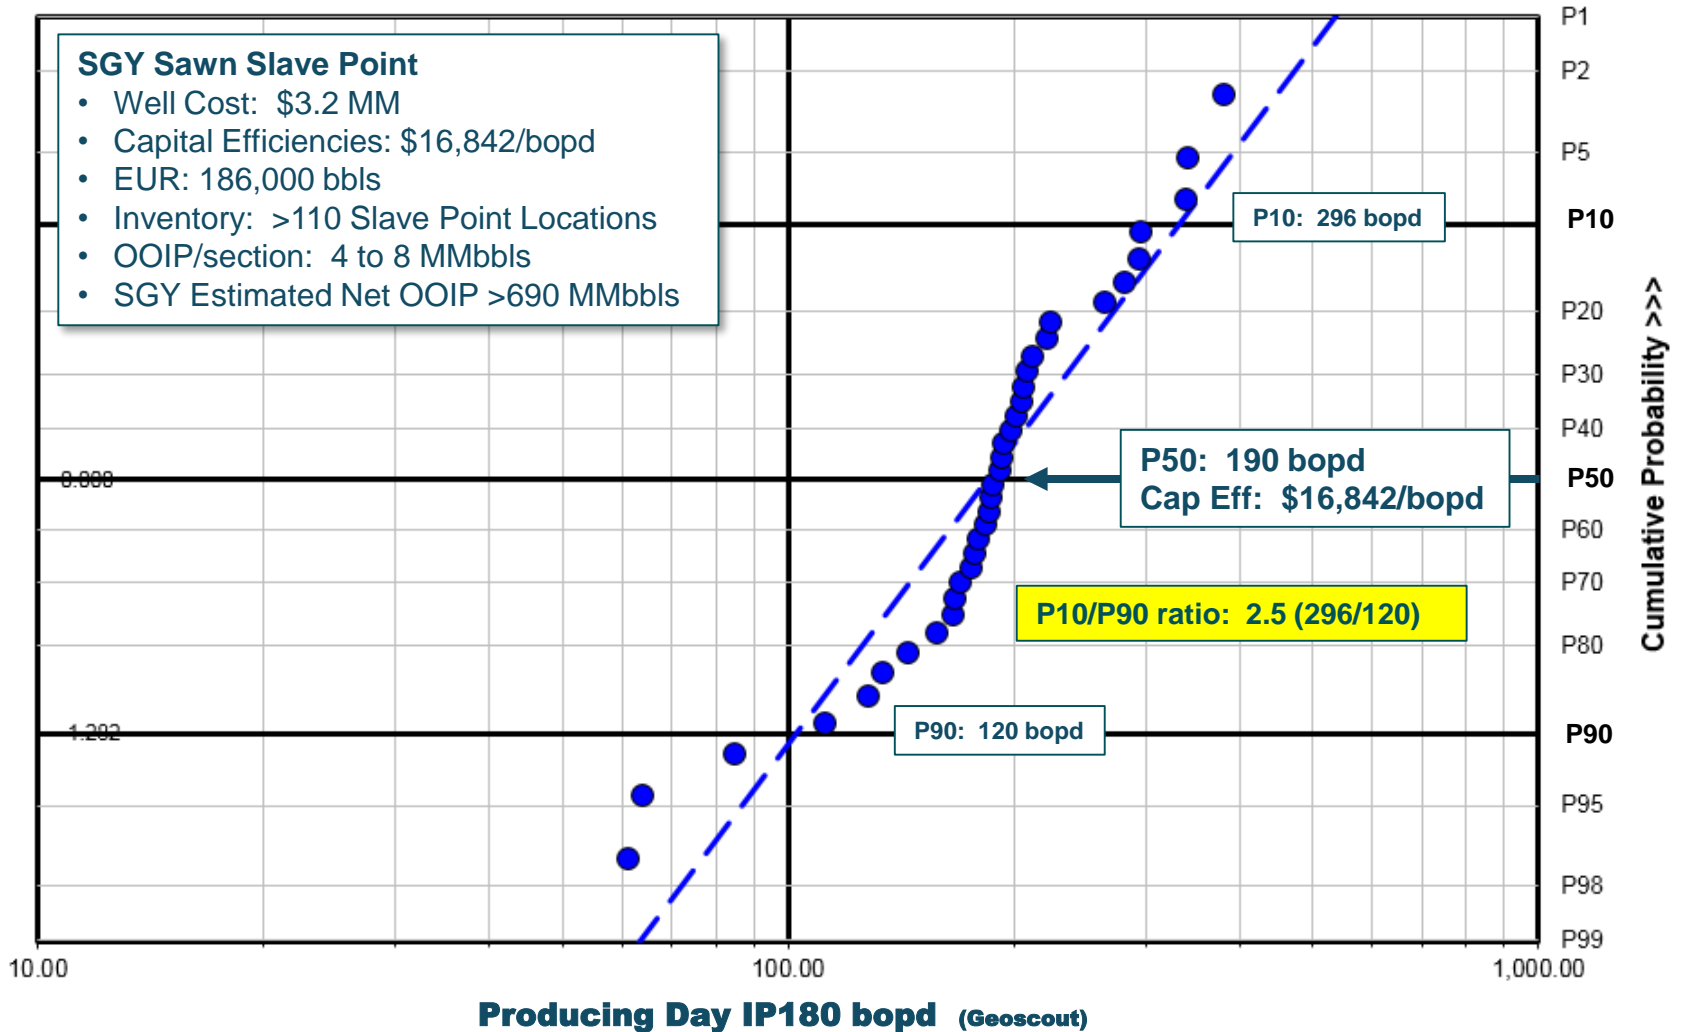 P1
SGY Sawn Slave Point
• Well Cost: $3.2 MM
• Capital Efficiencies: $16,842/bopd
• EUR: 186,000 bbls
• Inventory: >110 Slave Point Locations
• OOIP/section: 4 to 8 MMbbls
• SGY Estimated Net OOIP >690 MMbbls
P2
P5
P10: 296 bopd
P10
P20
P30
P40
P50: 190 bopd
Cap Eff: $16,842/bopd
0.000
P50
P60
P70
P10/P90 ratio: 2.5 (296/120)
P80
P90: 120 bopd
1.282
P90
P95
P98
P99
Cumulative Probability >>>
10.00
100.00
1,000.00
Producing Day IP180 bopd (Geoscout)